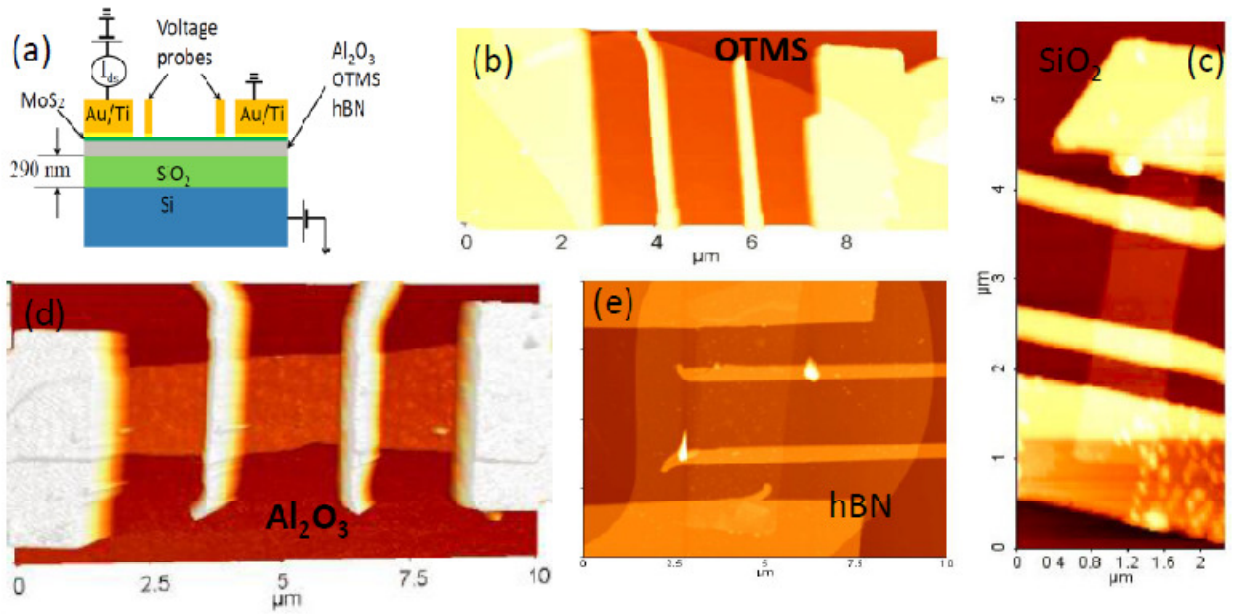 (a)
Voltage
probes
I_ds
Al₂O₃
OTMS
hBN
MoS₂
Au/Ti
Au/Ti
290 nm
SiO₂
Si
(b)
OTMS
0 2 4 6 8
µm
SiO₂
(c)
5
4
3
2
1
0
µm
0 0.4 0.8 1.2 1.6 2
µm
(d)
Al₂O₃
0 2.5 5 7.5 10
µm
(e)
hBN
0 2.5 5 7.5 10
µm